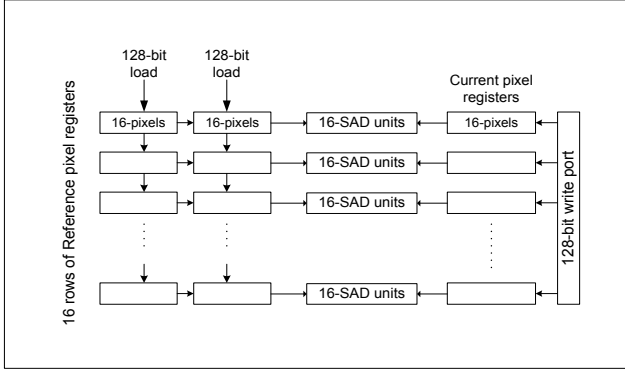 128-bit
load
128-bit
load
Current pixel
registers
16-pixels
16-pixels
16-SAD units
16-pixels
16-SAD units
16-SAD units
16-SAD units
16 rows of Reference pixel registers
128-bit write port